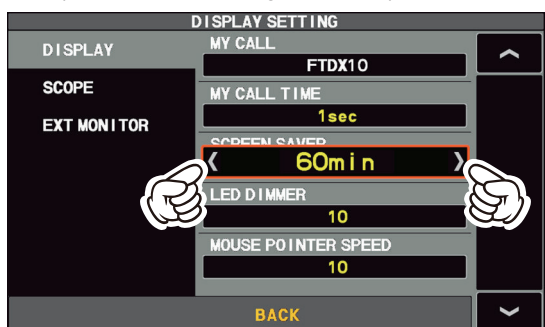 DISPLAY SETTING
DISPLAY
SCOPE
EXT MONITOR
MY CALL
FTDX10
MY CALL TIME
1sec
SCREEN SAVER
60min
LED DIMMER
10
MOUSE POINTER SPEED
10
BACK